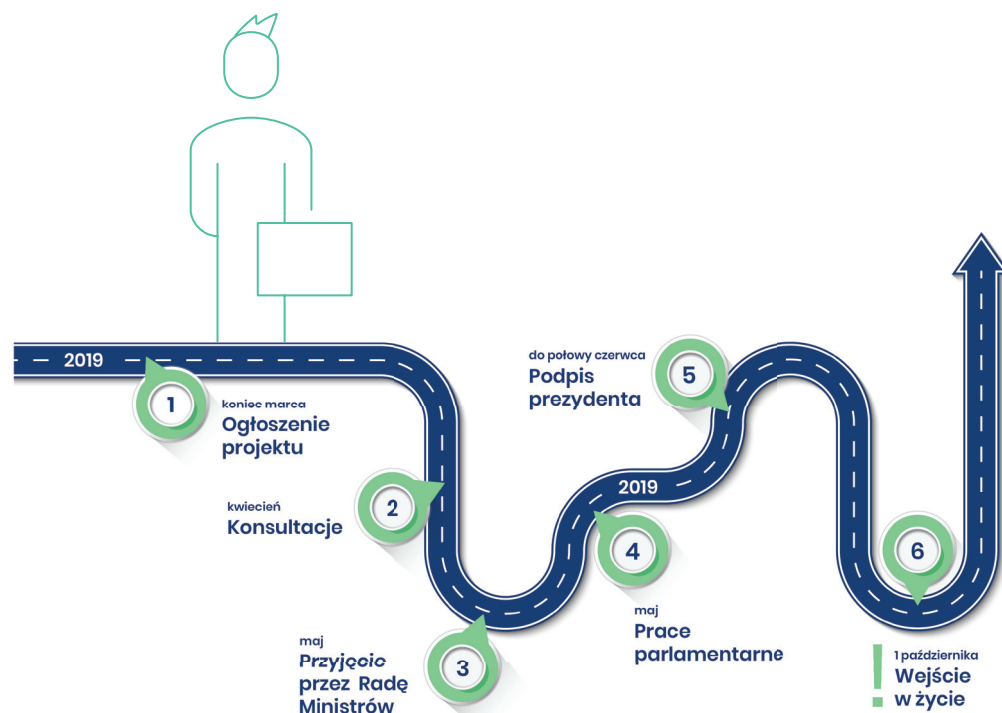 2019
1
koniec marca
Ogłoszenie
projektu
2
kwiecień
Konsultacje
3
maj
Przyjęcie
przez Radę
Ministrów
2019
4
maj
Prace
parlamentarne
5
do połowy czerwca
Podpis
prezydenta
6
1 października
Wejście
w życie
!